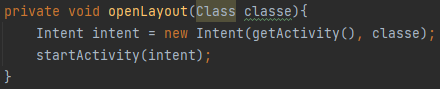 private void openLayout(Class classe){
    Intent intent = new Intent(getActivity(), classe);
    startActivity(intent);
}